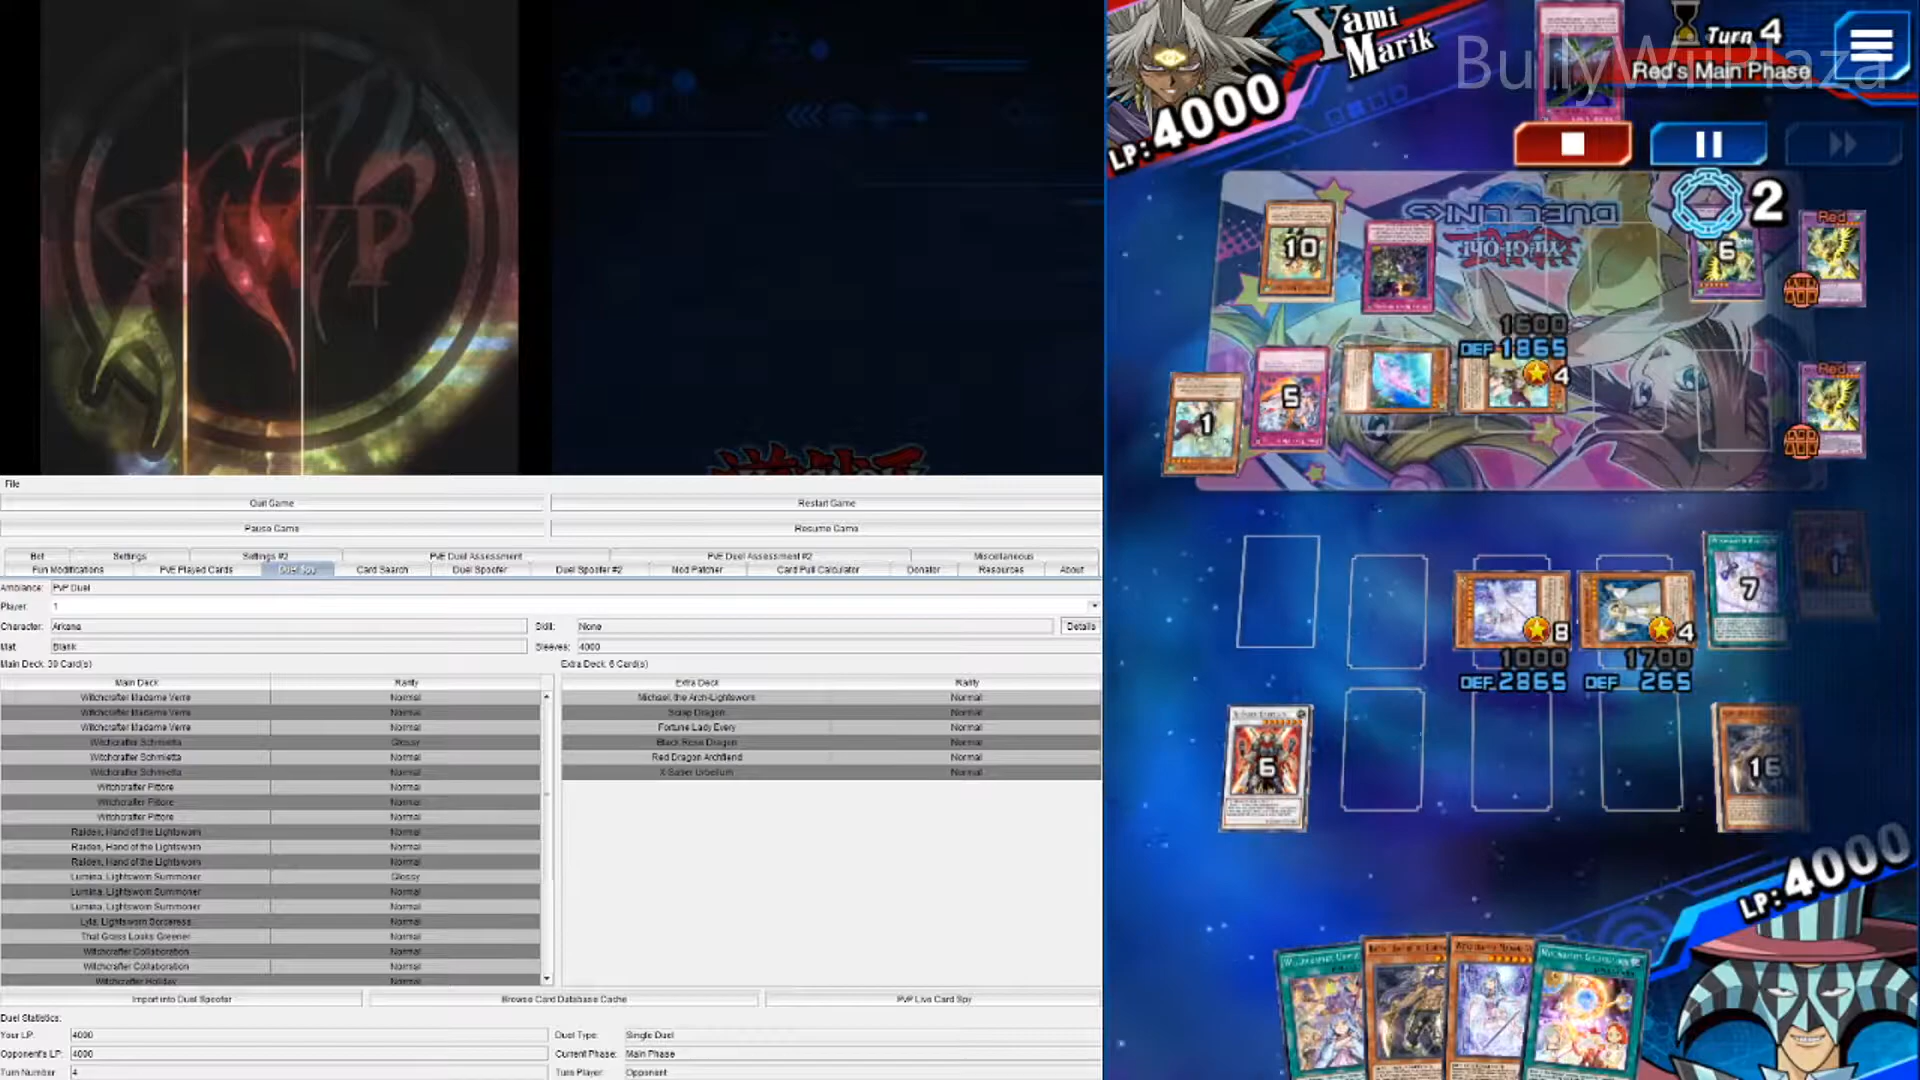 File
Quit Game
Restart Game
Pause Game
Resume Game
Bot
Settings
Settings #2
PvE Duel Assessment
PvE Duel Assessment #2
Miscellaneous
Fun Modifications
PvE Played Cards
Duel Spy
Card Search
Duel Spoofer
Duel Spoofer #2
Mod Patcher
Card Pull Calculator
Donator
Resources
About
Ambiance: PvP Duel
Player: 1
Character: Arkana
Skill: None
Details
Mat: Blank
Sleeves: 4000
Main Deck: 30 Card(s)
Main Deck Rarity
Witchcrafter Madame Verre Normal
Witchcrafter Madame Verre Normal
Witchcrafter Madame Verre Normal
Witchcrafter Schmietta Glossy
Witchcrafter Schmietta Normal
Witchcrafter Schmietta Normal
Witchcrafter Pittore Normal
Witchcrafter Pittore Normal
Witchcrafter Pittore Normal
Raiden, Hand of the Lightsworn Normal
Raiden, Hand of the Lightsworn Normal
Raiden, Hand of the Lightsworn Normal
Lumina, Lightsworn Summoner Glossy
Lumina, Lightsworn Summoner Normal
Lumina, Lightsworn Summoner Normal
Lyla, Lightsworn Sorceress Normal
That Grass Looks Greener Normal
Witchcrafter Collaboration Normal
Witchcrafter Collaboration Normal
Witchcrafter Holiday Normal
Extra Deck: 6 Card(s)
Extra Deck Rarity
Michael, the Arch-Lightsworn Normal
Scrap Dragon Normal
Fortune Lady Every Normal
Black Rose Dragon Normal
Red Dragon Archfiend Normal
X-Saber Urbellum Normal
Import into Duel Spoofer
Browse Card Database Cache
PvP Live Card Spy
Duel Statistics:
Your LP: 4000
Duel Type: Single Duel
Opponent's LP: 4000
Current Phase: Main Phase
Turn Number 4
Turn Player: Opponent
Yami
Marik
LP:4000
Turn 4
BullyWiiPlaza
Red's Main Phase
2
DUEL LINKS
Yu-Gi-Oh!
10
6
Red
1600
DEF 1865
4
1
5
Red
7
1
8
4
1000
1700
DEF 2865
DEF 265
6
16
LP:4000